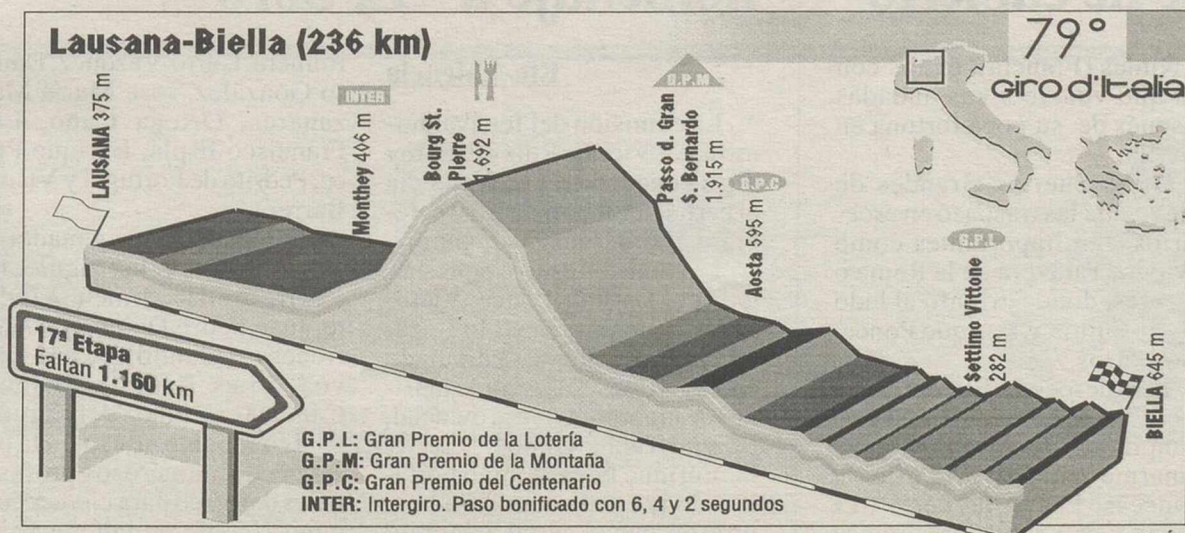 Lausana-Biella (236 km)
79°
giro d'Italia
LAUSANA 375 m
INTER
Monthey 406 m
Bourg St.
Pierre
1.692 m
G.P.M
Passo d. Gran
S. Bernardo
1.915 m
G.P.C
Aosta 595 m
G.P.L
Settimo Vittone
282 m
BIELLA 645 m
17ª Etapa
Faltan 1.160 Km
G.P.L: Gran Premio de la Lotería
G.P.M: Gran Premio de la Montaña
G.P.C: Gran Premio del Centenario
INTER: Intergiro. Paso bonificado con 6, 4 y 2 segundos